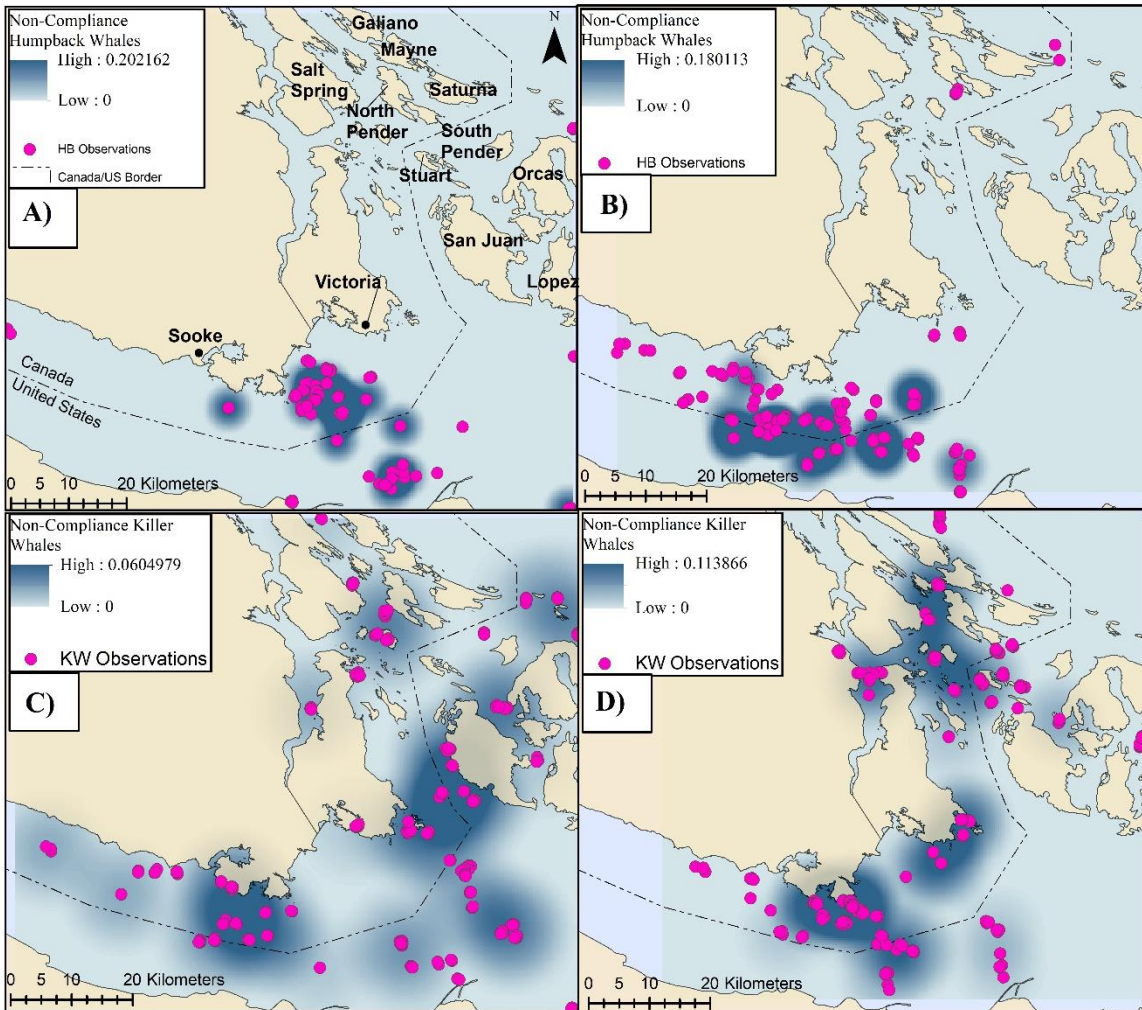 Non-Compliance
Humpback Whales
High : 0.202162
Low : 0
HB Observations
Canada/US Border
A)
Galiano
Mayne
N
Salt
Spring
Saturna
North
Pender
South
Pender
Stuart
Orcas
San Juan
Victoria
Lopez
Sooke
Canada
United States
0 5 10 20 Kilometers
Non-Compliance
Humpback Whales
High : 0.180113
Low : 0
HB Observations
B)
0 5 10 20 Kilometers
Non-Compliance Killer
Whales
High : 0.0604979
Low : 0
KW Observations
C)
0 5 10 20 Kilometers
Non-Compliance Killer
Whales
High : 0.113866
Low : 0
KW Observations
D)
0 5 10 20 Kilometers